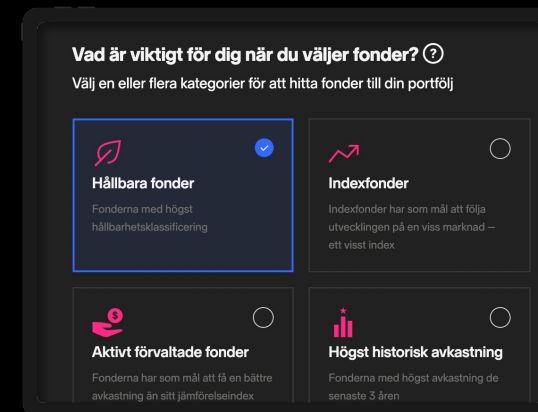 Vad är viktigt för dig när du väljer fonder? ?
Välj en eller flera kategorier för att hitta fonder till din portfölj
Hållbara fonder
Fonderna med högst
hållbarhetsklassificering
Indexfonder
Indexfonder har som mål att följa
utvecklingen på en viss marknad –
ett visst index
$
Aktivt förvaltade fonder
Fonderna har som mål att få en bättre
avkastning än sitt jämförelseindex
Högst historisk avkastning
Fonderna med högst avkastning de
senaste 3 åren